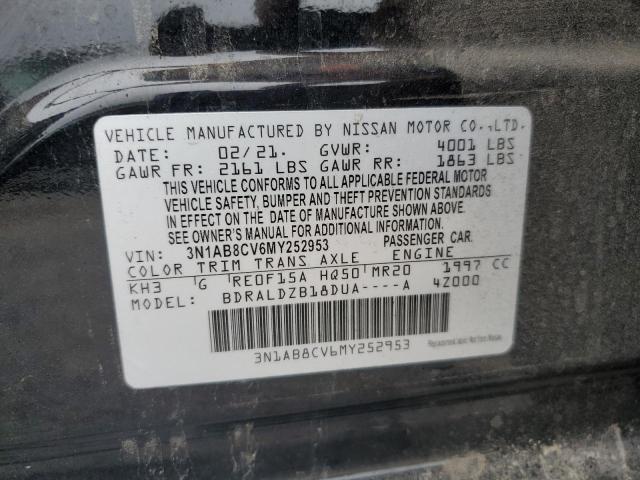 VEHICLE MANUFACTURED BY NISSAN MOTOR CO.,LTD.
DATE: 02/21. GVWR: 4001 LBS
GAWR FR: 2161 LBS GAWR RR: 1863 LBS
THIS VEHICLE CONFORMS TO ALL APPLICABLE FEDERAL MOTOR
VEHICLE SAFETY, BUMPER AND THEFT PREVENTION STANDARDS
IN EFFECT ON THE DATE OF MANUFACTURE SHOWN ABOVE.
SEE OWNER'S MANUAL FOR ADDITIONAL INFORMATION.
VIN: 3N1AB8CV6MY252953 PASSENGER CAR.
COLOR TRIM TRANS AXLE ENGINE
KH3 G RE0F15A HQ50 MR20 1997 CC
MODEL: BDRALDZB18DUA----A 4Z000
3N1AB8CV6MY252953